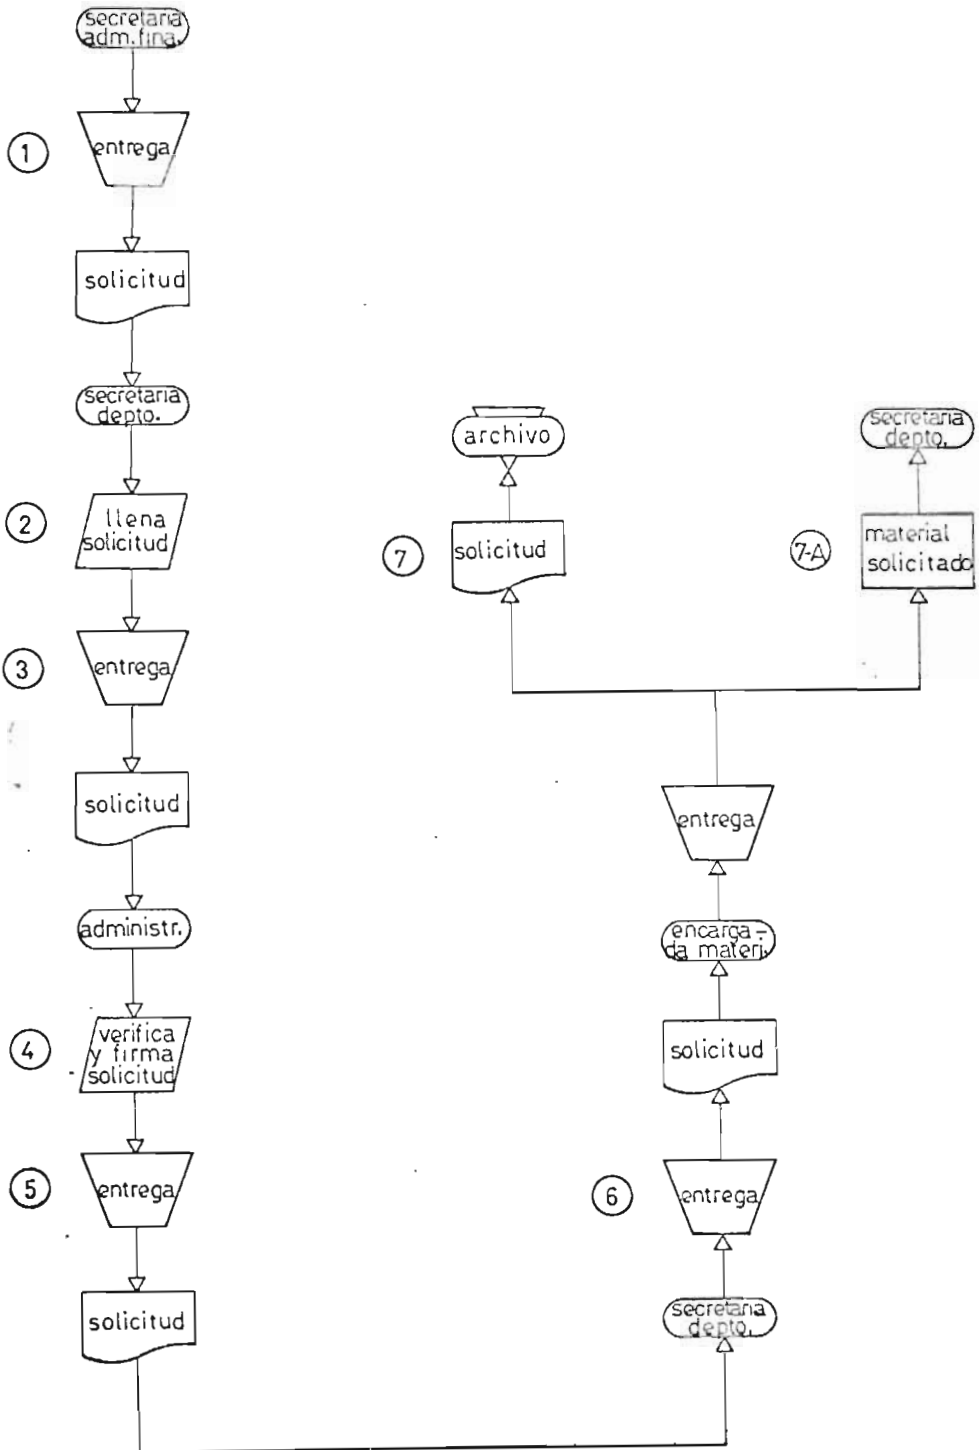 secretaria
adm.fina.
1
entrega
solicitud
secretaria
depto.
2
llena
solicitud
3
entrega
solicitud
administr.
4
verifica
y firma
solicitud
5
entrega
solicitud
archivo
7
solicitud
secretaria
depto.
7-A
material
solicitado
entrega
encarga-
da materi.
solicitud
6
entrega
secretaria
depto.